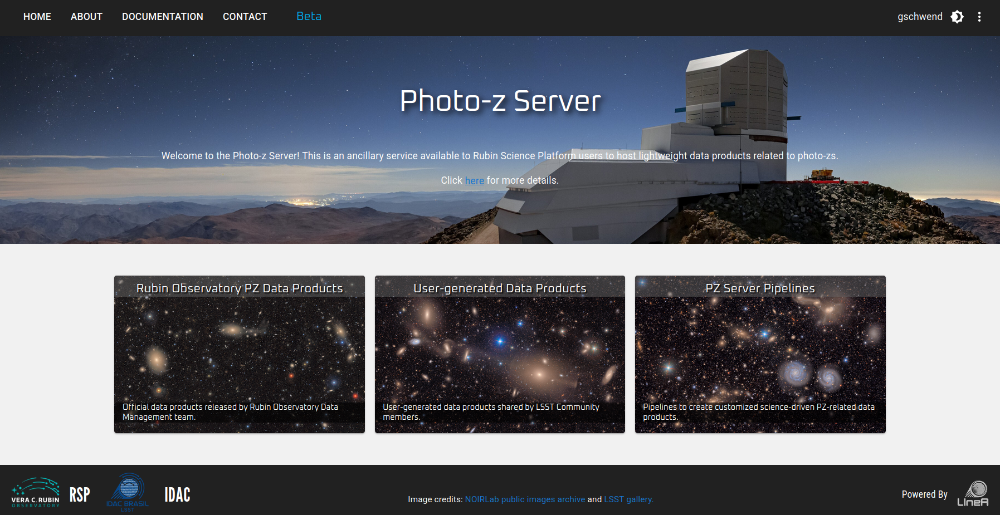 HOME ABOUT DOCUMENTATION CONTACT Beta gschwend
Photo-z Server
Welcome to the Photo-z Server! This is an ancillary service available to Rubin Science Platform users to host lightweight data products related to photo-zs.
Click here for more details.
Rubin Observatory PZ Data Products
Official data products released by Rubin Observatory Data
Management team.
User-generated Data Products
User-generated data products shared by LSST Community
members.
PZ Server Pipelines
Pipelines to create customized science-driven PZ-related data
products.
VERA C. RUBIN
OBSERVATORY
RSP
IDAC BRASIL
LSST
IDAC
Image credits: NOIRLab public images archive and LSST gallery.
Powered By
LIneA